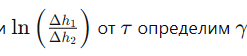 и ln (Δh₁/Δh₂) от τ определим γ